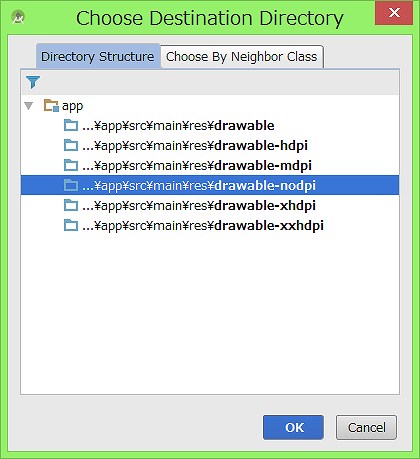 Choose Destination Directory
Directory Structure Choose By Neighbor Class
app
...¥app¥src¥main¥res¥drawable
...¥app¥src¥main¥res¥drawable-hdpi
...¥app¥src¥main¥res¥drawable-mdpi
...¥app¥src¥main¥res¥drawable-nodpi
...¥app¥src¥main¥res¥drawable-xhdpi
...¥app¥src¥main¥res¥drawable-xxhdpi
OK Cancel